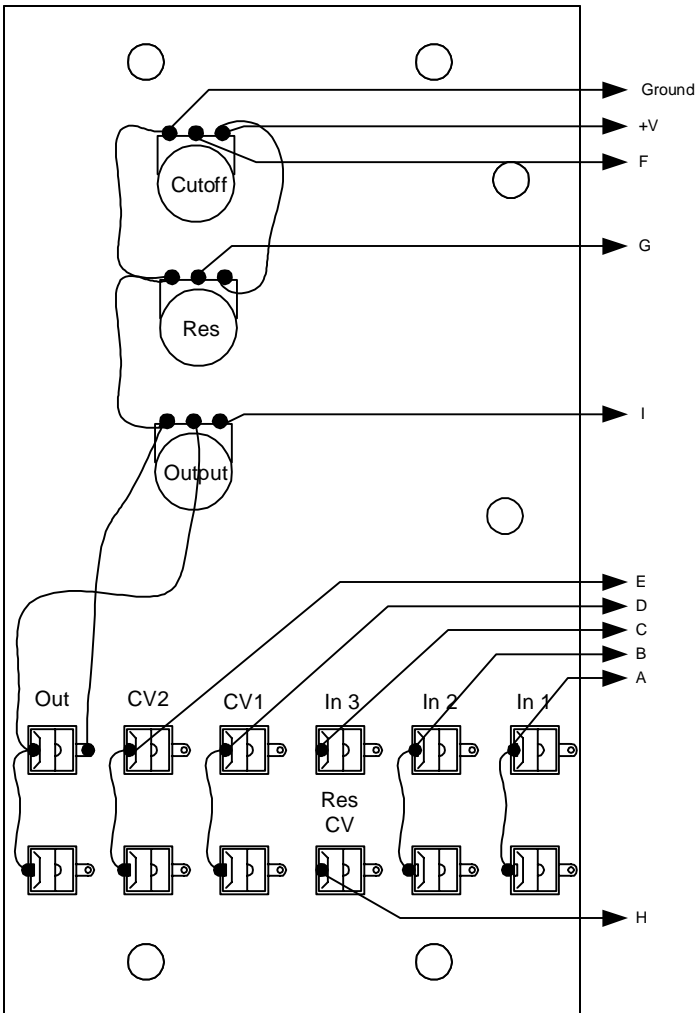 Ground
+V
F
Cutoff
G
Res
I
Output
E
D
C
B
A
Out CV2 CV1 In 3 In 2 In 1
Res
CV
H